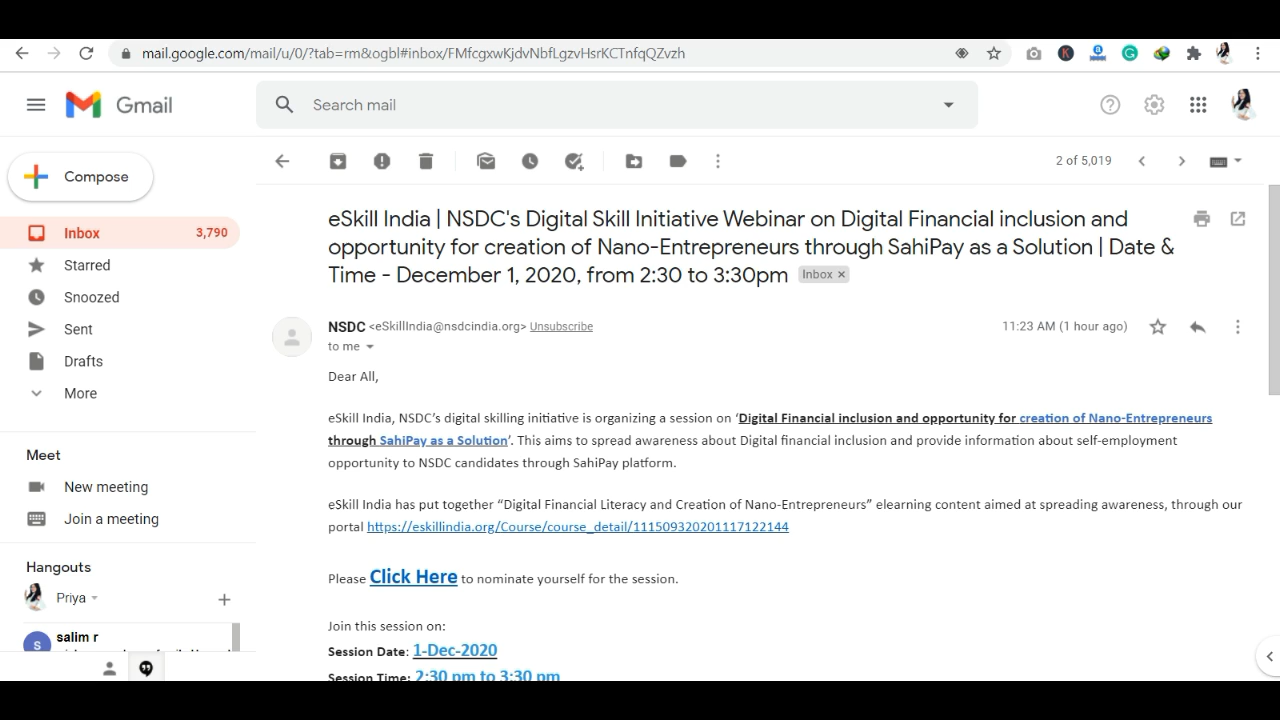 mail.google.com/mail/u/0/?tab=rm&ogbl#inbox/FMfcgxwKjdvNbfLgzvHsrKCTnfqQZvzh
Gmail
Search mail
Compose
2 of 5,019
Inbox 3,790
Starred
Snoozed
Sent
Drafts
More
Meet
New meeting
Join a meeting
Hangouts
Priya
S
salim r
eSkill India | NSDC's Digital Skill Initiative Webinar on Digital Financial inclusion and
opportunity for creation of Nano-Entrepreneurs through SahiPay as a Solution | Date &
Time - December 1, 2020, from 2:30 to 3:30pm Inbox x
NSDC <eSkillIndia@nsdcindia.org> Unsubscribe 11:23 AM (1 hour ago)
to me
Dear All,
eSkill India, NSDC’s digital skilling initiative is organizing a session on ‘Digital Financial inclusion and opportunity for creation of Nano-Entrepreneurs
through SahiPay as a Solution’. This aims to spread awareness about Digital financial inclusion and provide information about self-employment
opportunity to NSDC candidates through SahiPay platform.
eSkill India has put together “Digital Financial Literacy and Creation of Nano-Entrepreneurs” elearning content aimed at spreading awareness, through our
portal https://eskillindia.org/Course/course_detail/111509320201117122144
Please Click Here to nominate yourself for the session.
Join this session on:
Session Date: 1-Dec-2020
Session Time: 2:30 pm to 3:30 pm